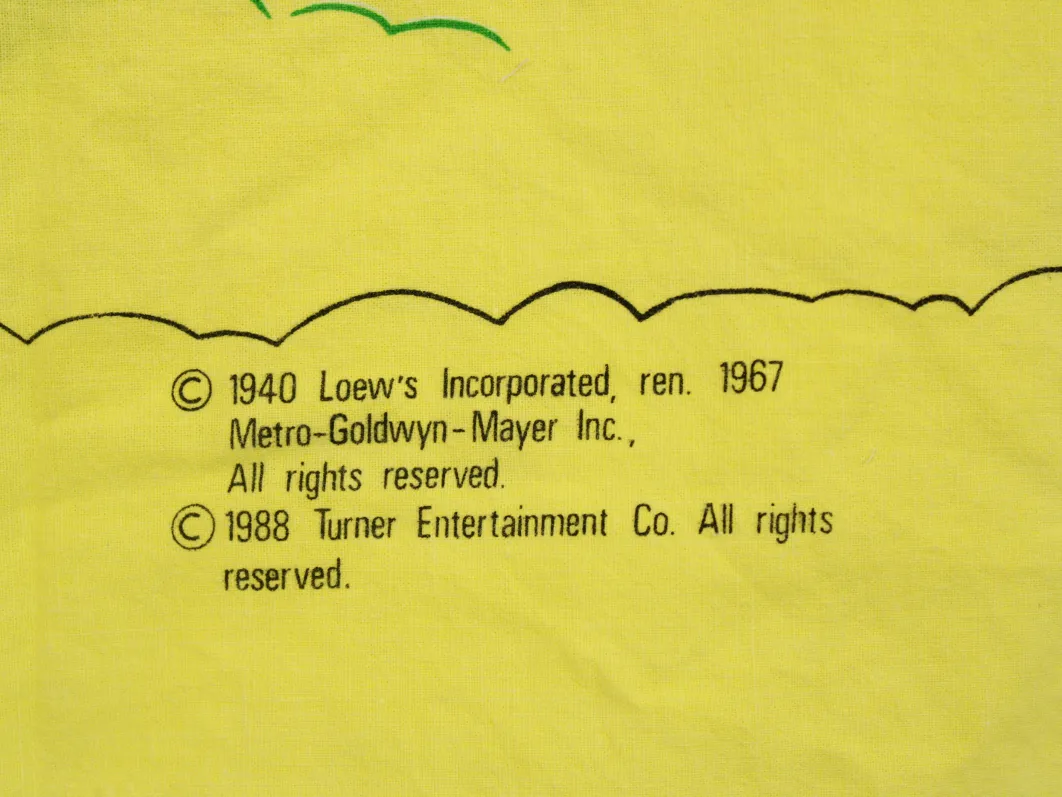 © 1940 Loew's Incorporated, ren. 1967
Metro-Goldwyn-Mayer Inc.,
All rights reserved.
© 1988 Turner Entertainment Co. All rights
reserved.